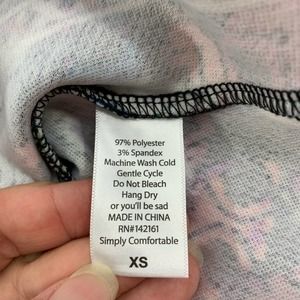 97% Polyester
3% Spandex
Machine Wash Cold
Gentle Cycle
Do Not Bleach
Hang Dry
or you'll be sad
MADE IN CHINA
RN#142161
Simply Comfortable
XS